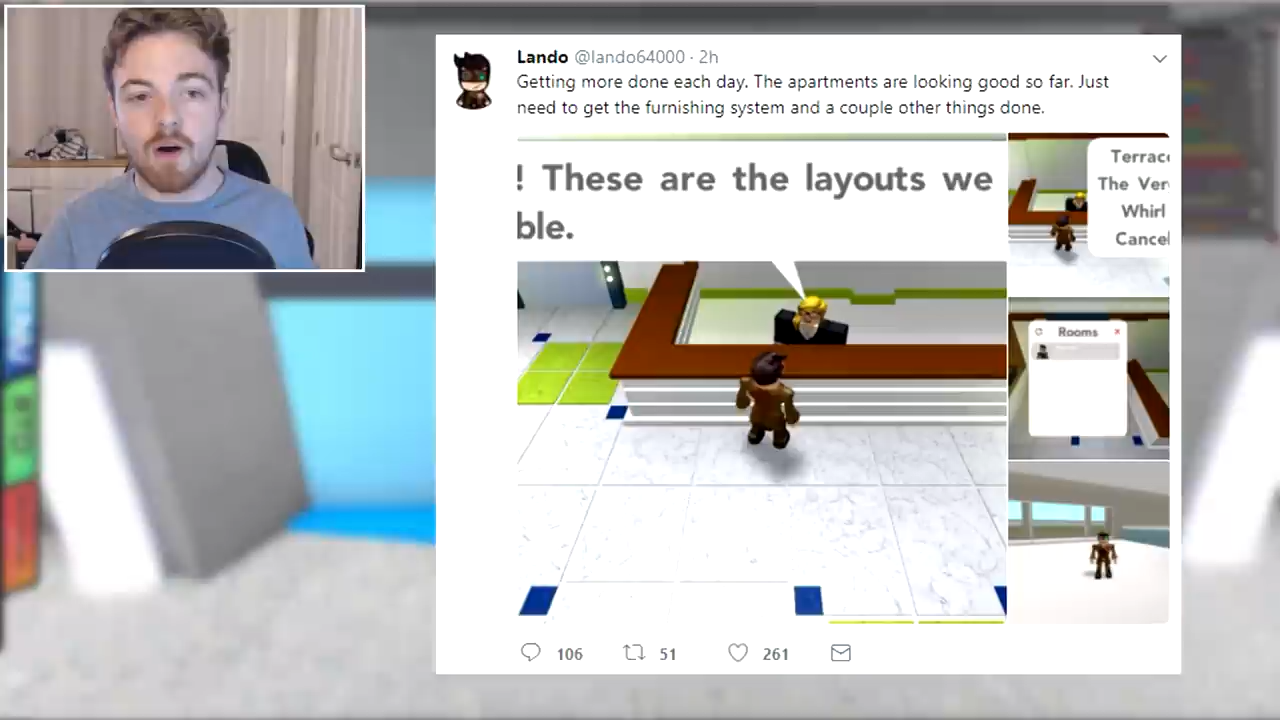 Lando @lando64000 · 2h
Getting more done each day. The apartments are looking good so far. Just
need to get the furnishing system and a couple other things done.
! These are the layouts we
ble.
Terrac
The Ver
Whirl
Cancel
Rooms
106 51 261